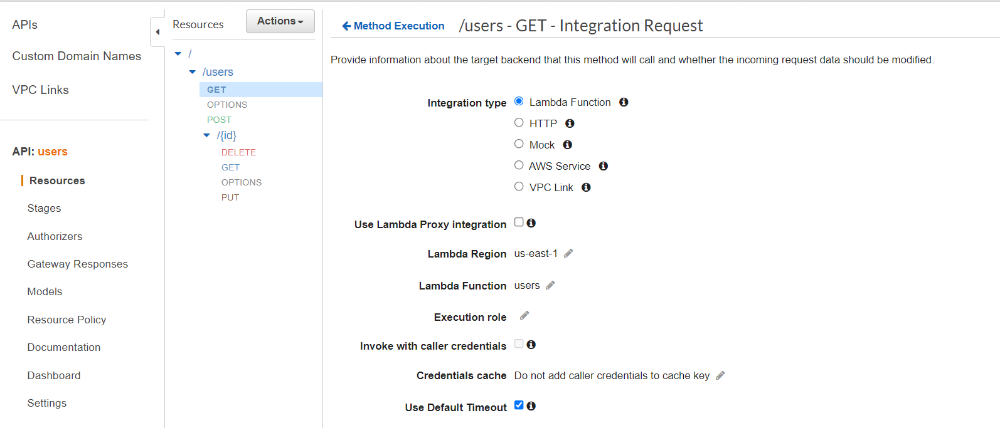 APIs
Custom Domain Names
VPC Links
API: users
Resources
Stages
Authorizers
Gateway Responses
Models
Resource Policy
Documentation
Dashboard
Settings
Resources
Actions
/
/users
GET
OPTIONS
POST
/{id}
DELETE
GET
OPTIONS
PUT
Method Execution /users - GET - Integration Request
Provide information about the target backend that this method will call and whether the incoming request data should be modified.
Integration type Lambda Function
HTTP
Mock
AWS Service
VPC Link
Use Lambda Proxy integration
Lambda Region us-east-1
Lambda Function users
Execution role
Invoke with caller credentials
Credentials cache Do not add caller credentials to cache key
Use Default Timeout